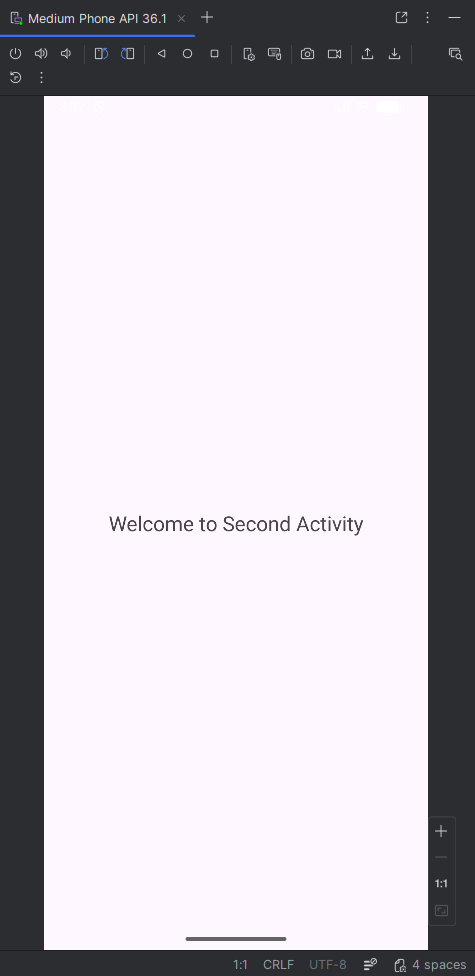 Medium Phone API 36.1
Welcome to Second Activity
1:1
1:1 CRLF UTF-8 4 spaces